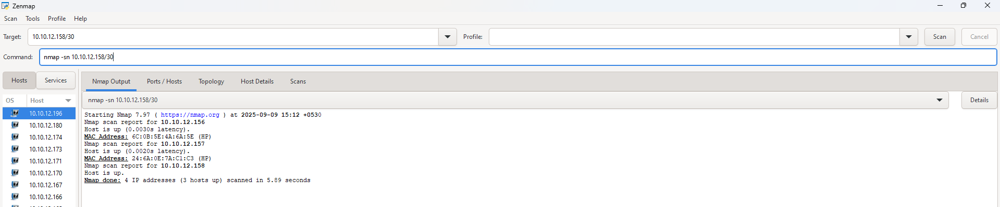 Zenmap
Scan Tools Profile Help
Target: 10.10.12.158/30 Profile: Scan Cancel
Command: nmap -sn 10.10.12.158/30
Hosts Services
Nmap Output Ports / Hosts Topology Host Details Scans
OS Host
nmap -sn 10.10.12.158/30 Details
10.10.12.196
10.10.12.180
10.10.12.174
10.10.12.173
10.10.12.171
10.10.12.170
10.10.12.167
10.10.12.166
Starting Nmap 7.97 ( https://nmap.org ) at 2025-09-09 15:12 +0530
Nmap scan report for 10.10.12.156
Host is up (0.0030s latency).
MAC Address: 6C:0B:5E:4A:6A:5E (HP)
Nmap scan report for 10.10.12.157
Host is up (0.0020s latency).
MAC Address: 24:6A:0E:7A:C1:C3 (HP)
Nmap scan report for 10.10.12.158
Host is up.
Nmap done: 4 IP addresses (3 hosts up) scanned in 5.89 seconds